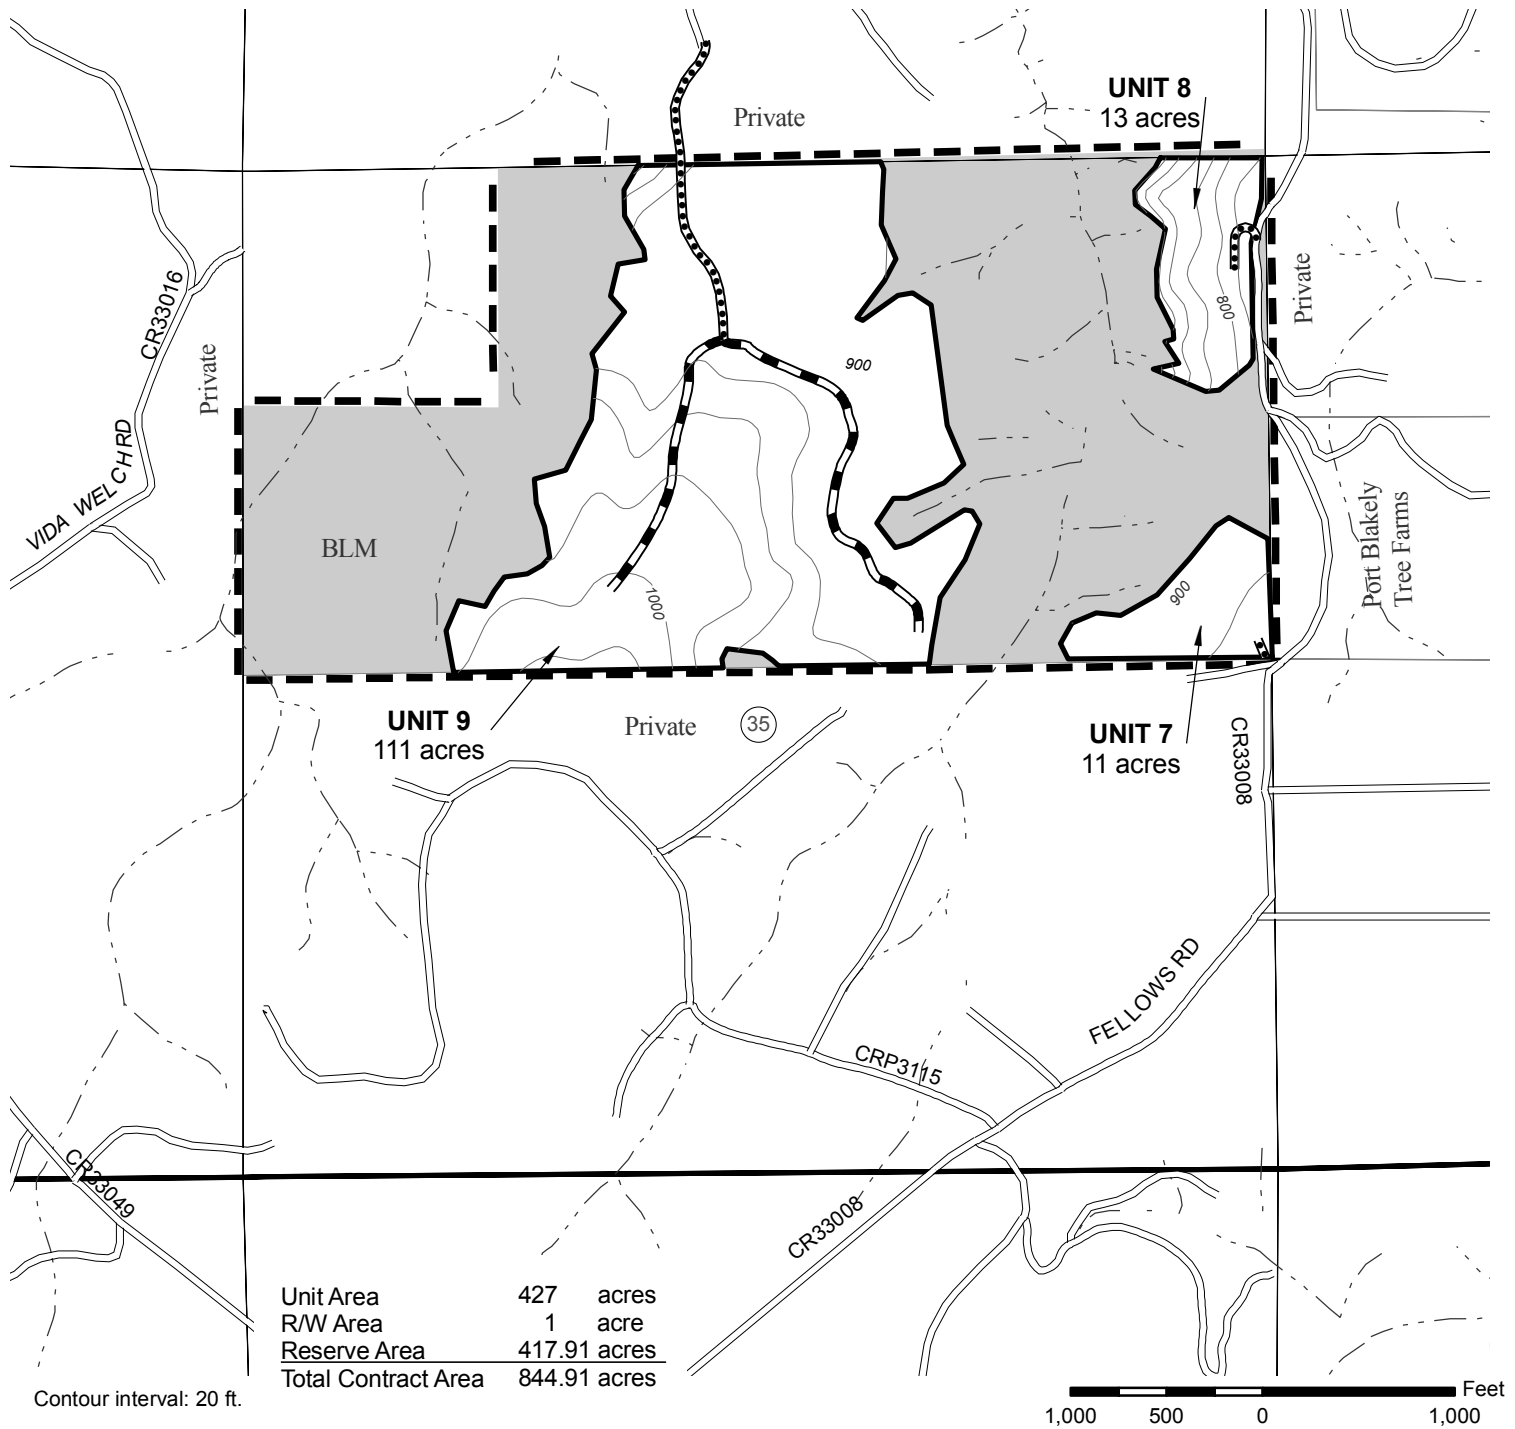 UNIT 8
13 acres
Private
Private
CR33016
Private
800
900
VIDA WELCH RD
BLM
Port Blakely
Tree Farms
900
1000
UNIT 9
111 acres
Private
35
UNIT 7
11 acres
CR33008
FELLOWS RD
CRP3115
CR33049
CR33008
Unit Area 427 acres
R/W Area 1 acre
Reserve Area 417.91 acres
Total Contract Area 844.91 acres
Contour interval: 20 ft.
Feet
1,000 500 0 1,000